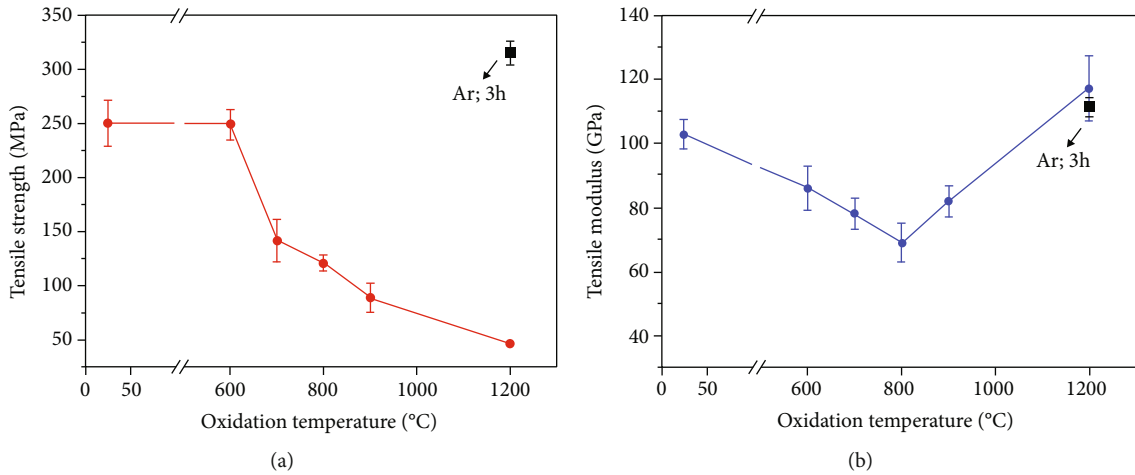 350
300
250
200
150
100
50
Tensile strength (MPa)
Ar; 3h
0 50 600 800 1000 1200
Oxidation temperature (°C)
(a)
140
120
100
80
60
40
Tensile modulus (GPa)
Ar; 3h
0 50 600 800 1000 1200
Oxidation temperature (°C)
(b)